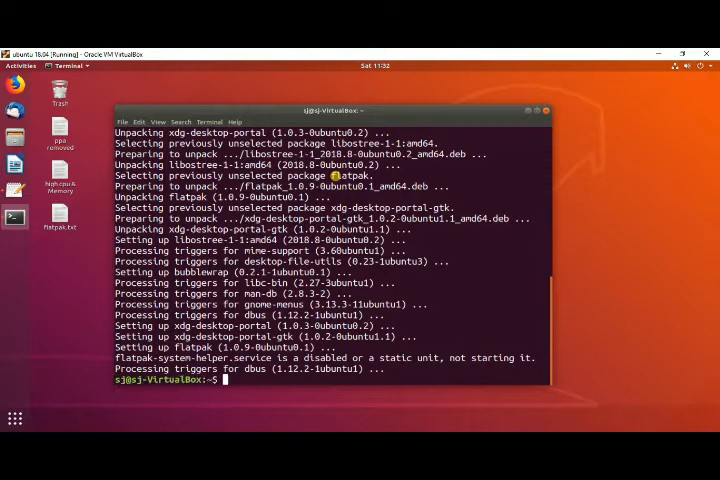 ubuntu 18.04 [Running] - Oracle VM VirtualBox
Activities
Terminal
Sat 11:32
Trash
ppa
removed
high cpu &
Memory
flatpak.txt
sj@sj-VirtualBox: ~
File Edit View Search Terminal Help
Unpacking xdg-desktop-portal (1.0.3-0ubuntu0.2) ...
Selecting previously unselected package libostree-1-1:amd64.
Preparing to unpack .../libostree-1-1_2018.8-0ubuntu0.2_amd64.deb ...
Unpacking libostree-1-1:amd64 (2018.8-0ubuntu0.2) ...
Selecting previously unselected package flatpak.
Preparing to unpack .../flatpak_1.0.9-0ubuntu0.1_amd64.deb ...
Unpacking flatpak (1.0.9-0ubuntu0.1) ...
Selecting previously unselected package xdg-desktop-portal-gtk.
Preparing to unpack .../xdg-desktop-portal-gtk_1.0.2-0ubuntu1.1_amd64.deb ...
Unpacking xdg-desktop-portal-gtk (1.0.2-0ubuntu1.1) ...
Setting up libostree-1-1:amd64 (2018.8-0ubuntu0.2) ...
Processing triggers for mime-support (3.60ubuntu1) ...
Processing triggers for desktop-file-utils (0.23-1ubuntu3) ...
Setting up bubblewrap (0.2.1-1ubuntu0.1) ...
Processing triggers for libc-bin (2.27-3ubuntu1) ...
Processing triggers for man-db (2.8.3-2) ...
Processing triggers for gnome-menus (3.13.3-11ubuntu1) ...
Processing triggers for dbus (1.12.2-1ubuntu1) ...
Setting up xdg-desktop-portal (1.0.3-0ubuntu0.2) ...
Setting up xdg-desktop-portal-gtk (1.0.2-0ubuntu1.1) ...
Setting up flatpak (1.0.9-0ubuntu0.1) ...
flatpak-system-helper.service is a disabled or a static unit, not starting it.
Processing triggers for dbus (1.12.2-1ubuntu1) ...
sj@sj-VirtualBox:~$